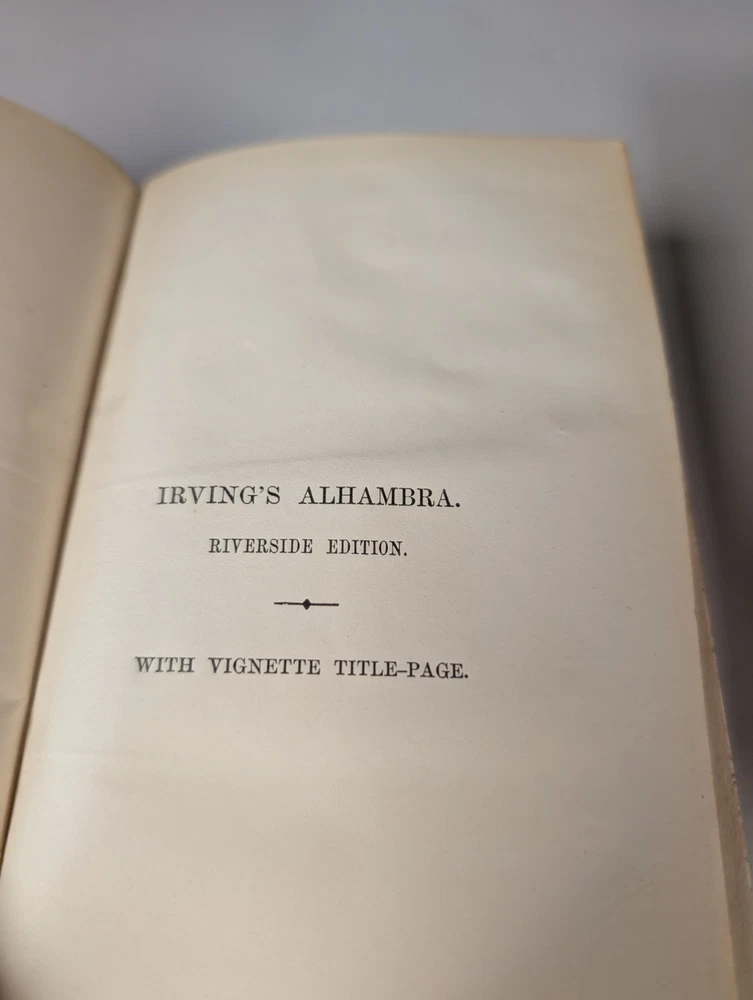 IRVING'S ALHAMBRA.
RIVERSIDE EDITION.
WITH VIGNETTE TITLE–PAGE.